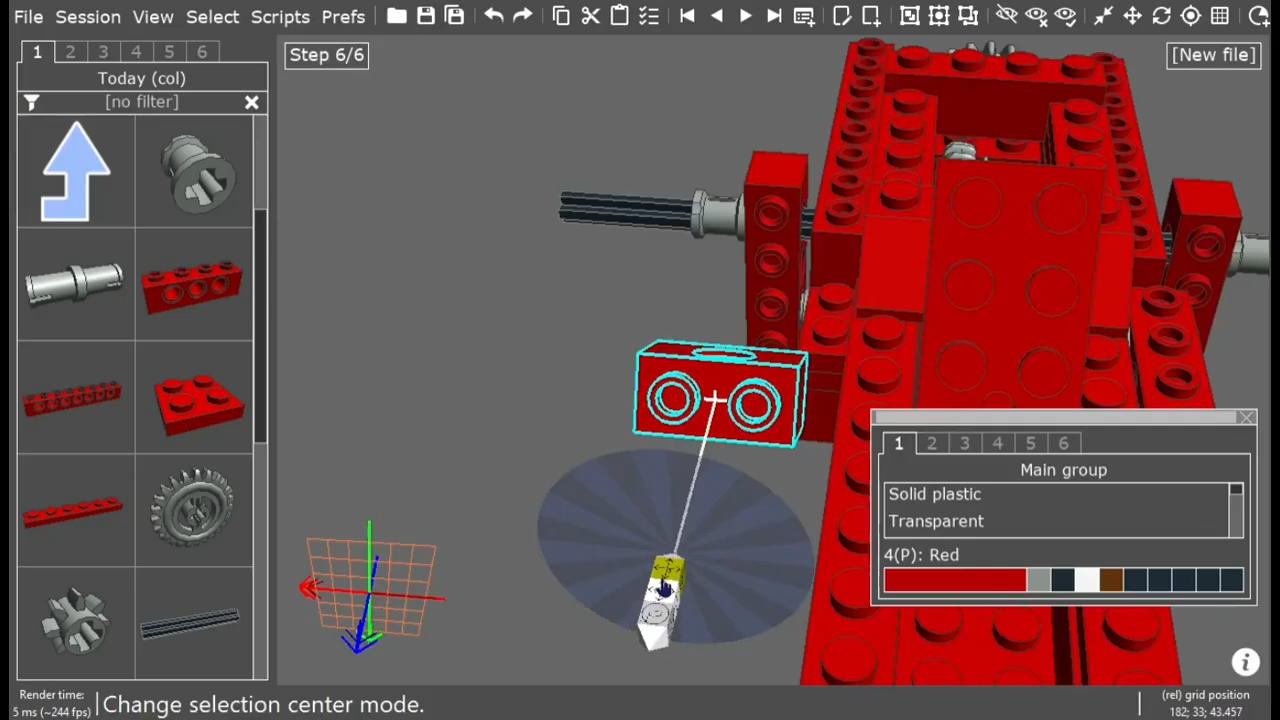 File Session View Select Scripts Prefs
1 2 3 4 5 6
Today (col)
[no filter]
Step 6/6
[New file]
1 2 3 4 5 6
Main group
Solid plastic
Transparent
4(P): Red
i
Render time:
5 ms (~244 fps)
Change selection center mode.
(rel) grid position
182; 33; 43.457